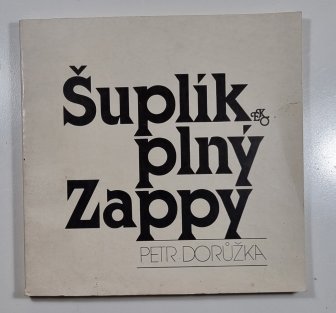 Šuplík
plný
Zappy
PETR DORŮŽKA